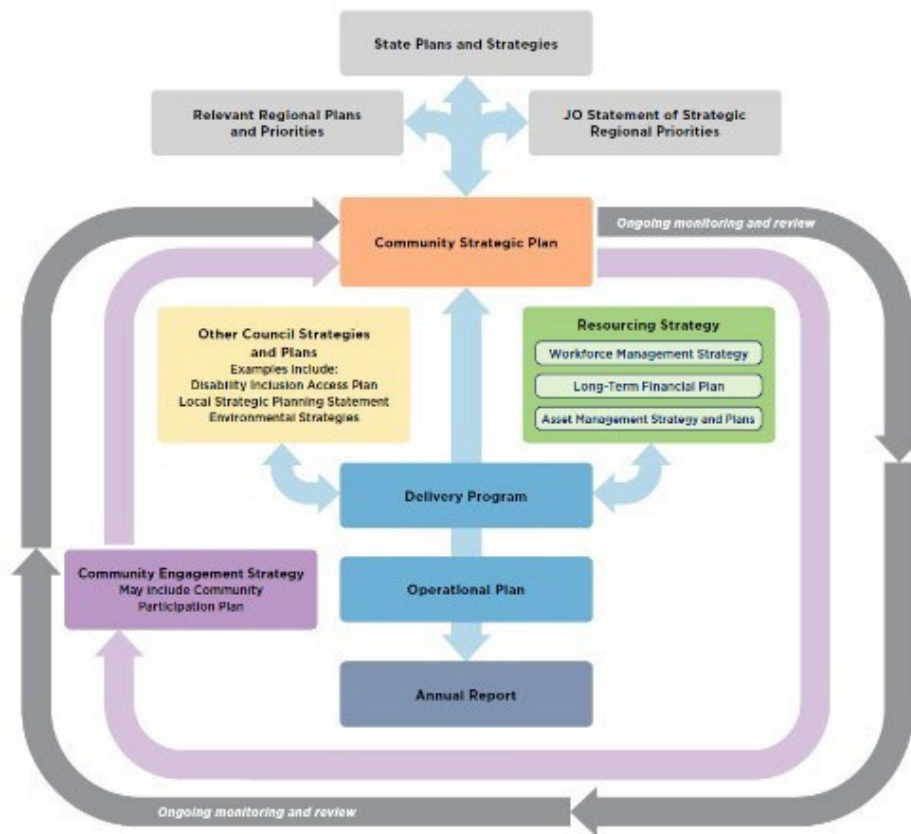 State Plans and Strategies
Relevant Regional Plans
and Priorities
JO Statement of Strategic
Regional Priorities
Community Strategic Plan
Ongoing monitoring and review
Other Council Strategies
and Plans
Examples Include:
Disability Inclusion Access Plan
Local Strategic Planning Statement
Environmental Strategies
Resourcing Strategy
Workforce Management Strategy
Long-Term Financial Plan
Asset Management Strategy and Plans
Delivery Program
Community Engagement Strategy
May include Community
Participation Plan
Operational Plan
Annual Report
Ongoing monitoring and review